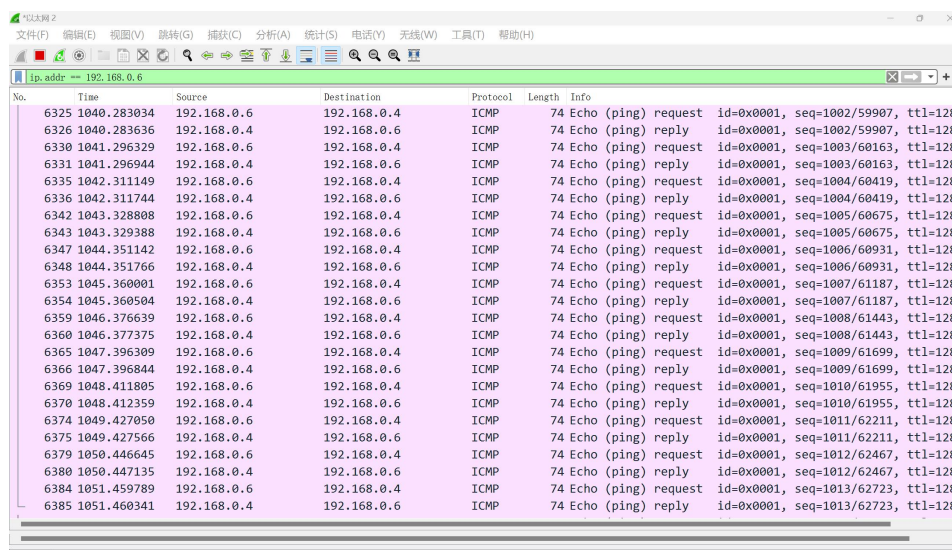 *以太网 2
文件(F) 编辑(E) 视图(V) 跳转(G) 捕获(C) 分析(A) 统计(S) 电话(Y) 无线(W) 工具(T) 帮助(H)
ip.addr == 192.168.0.6
No. Time Source Destination Protocol Length Info
6325 1040.283034 192.168.0.6 192.168.0.4 ICMP 74 Echo (ping) request id=0x0001, seq=1002/59907, ttl=128
6326 1040.283636 192.168.0.4 192.168.0.6 ICMP 74 Echo (ping) reply id=0x0001, seq=1002/59907, ttl=128
6330 1041.296329 192.168.0.6 192.168.0.4 ICMP 74 Echo (ping) request id=0x0001, seq=1003/60163, ttl=128
6331 1041.296944 192.168.0.4 192.168.0.6 ICMP 74 Echo (ping) reply id=0x0001, seq=1003/60163, ttl=128
6335 1042.311149 192.168.0.6 192.168.0.4 ICMP 74 Echo (ping) request id=0x0001, seq=1004/60419, ttl=128
6336 1042.311744 192.168.0.4 192.168.0.6 ICMP 74 Echo (ping) reply id=0x0001, seq=1004/60419, ttl=128
6342 1043.328808 192.168.0.6 192.168.0.4 ICMP 74 Echo (ping) request id=0x0001, seq=1005/60675, ttl=128
6343 1043.329388 192.168.0.4 192.168.0.6 ICMP 74 Echo (ping) reply id=0x0001, seq=1005/60675, ttl=128
6347 1044.351142 192.168.0.6 192.168.0.4 ICMP 74 Echo (ping) request id=0x0001, seq=1006/60931, ttl=128
6348 1044.351766 192.168.0.4 192.168.0.6 ICMP 74 Echo (ping) reply id=0x0001, seq=1006/60931, ttl=128
6353 1045.360001 192.168.0.6 192.168.0.4 ICMP 74 Echo (ping) request id=0x0001, seq=1007/61187, ttl=128
6354 1045.360504 192.168.0.4 192.168.0.6 ICMP 74 Echo (ping) reply id=0x0001, seq=1007/61187, ttl=128
6359 1046.376639 192.168.0.6 192.168.0.4 ICMP 74 Echo (ping) request id=0x0001, seq=1008/61443, ttl=128
6360 1046.377375 192.168.0.4 192.168.0.6 ICMP 74 Echo (ping) reply id=0x0001, seq=1008/61443, ttl=128
6365 1047.396309 192.168.0.6 192.168.0.4 ICMP 74 Echo (ping) request id=0x0001, seq=1009/61699, ttl=128
6366 1047.396844 192.168.0.4 192.168.0.6 ICMP 74 Echo (ping) reply id=0x0001, seq=1009/61699, ttl=128
6369 1048.411805 192.168.0.6 192.168.0.4 ICMP 74 Echo (ping) request id=0x0001, seq=1010/61955, ttl=128
6370 1048.412359 192.168.0.4 192.168.0.6 ICMP 74 Echo (ping) reply id=0x0001, seq=1010/61955, ttl=128
6374 1049.427050 192.168.0.6 192.168.0.4 ICMP 74 Echo (ping) request id=0x0001, seq=1011/62211, ttl=128
6375 1049.427566 192.168.0.4 192.168.0.6 ICMP 74 Echo (ping) reply id=0x0001, seq=1011/62211, ttl=128
6379 1050.446645 192.168.0.6 192.168.0.4 ICMP 74 Echo (ping) request id=0x0001, seq=1012/62467, ttl=128
6380 1050.447135 192.168.0.4 192.168.0.6 ICMP 74 Echo (ping) reply id=0x0001, seq=1012/62467, ttl=128
6384 1051.459789 192.168.0.6 192.168.0.4 ICMP 74 Echo (ping) request id=0x0001, seq=1013/62723, ttl=128
6385 1051.460341 192.168.0.4 192.168.0.6 ICMP 74 Echo (ping) reply id=0x0001, seq=1013/62723, ttl=128